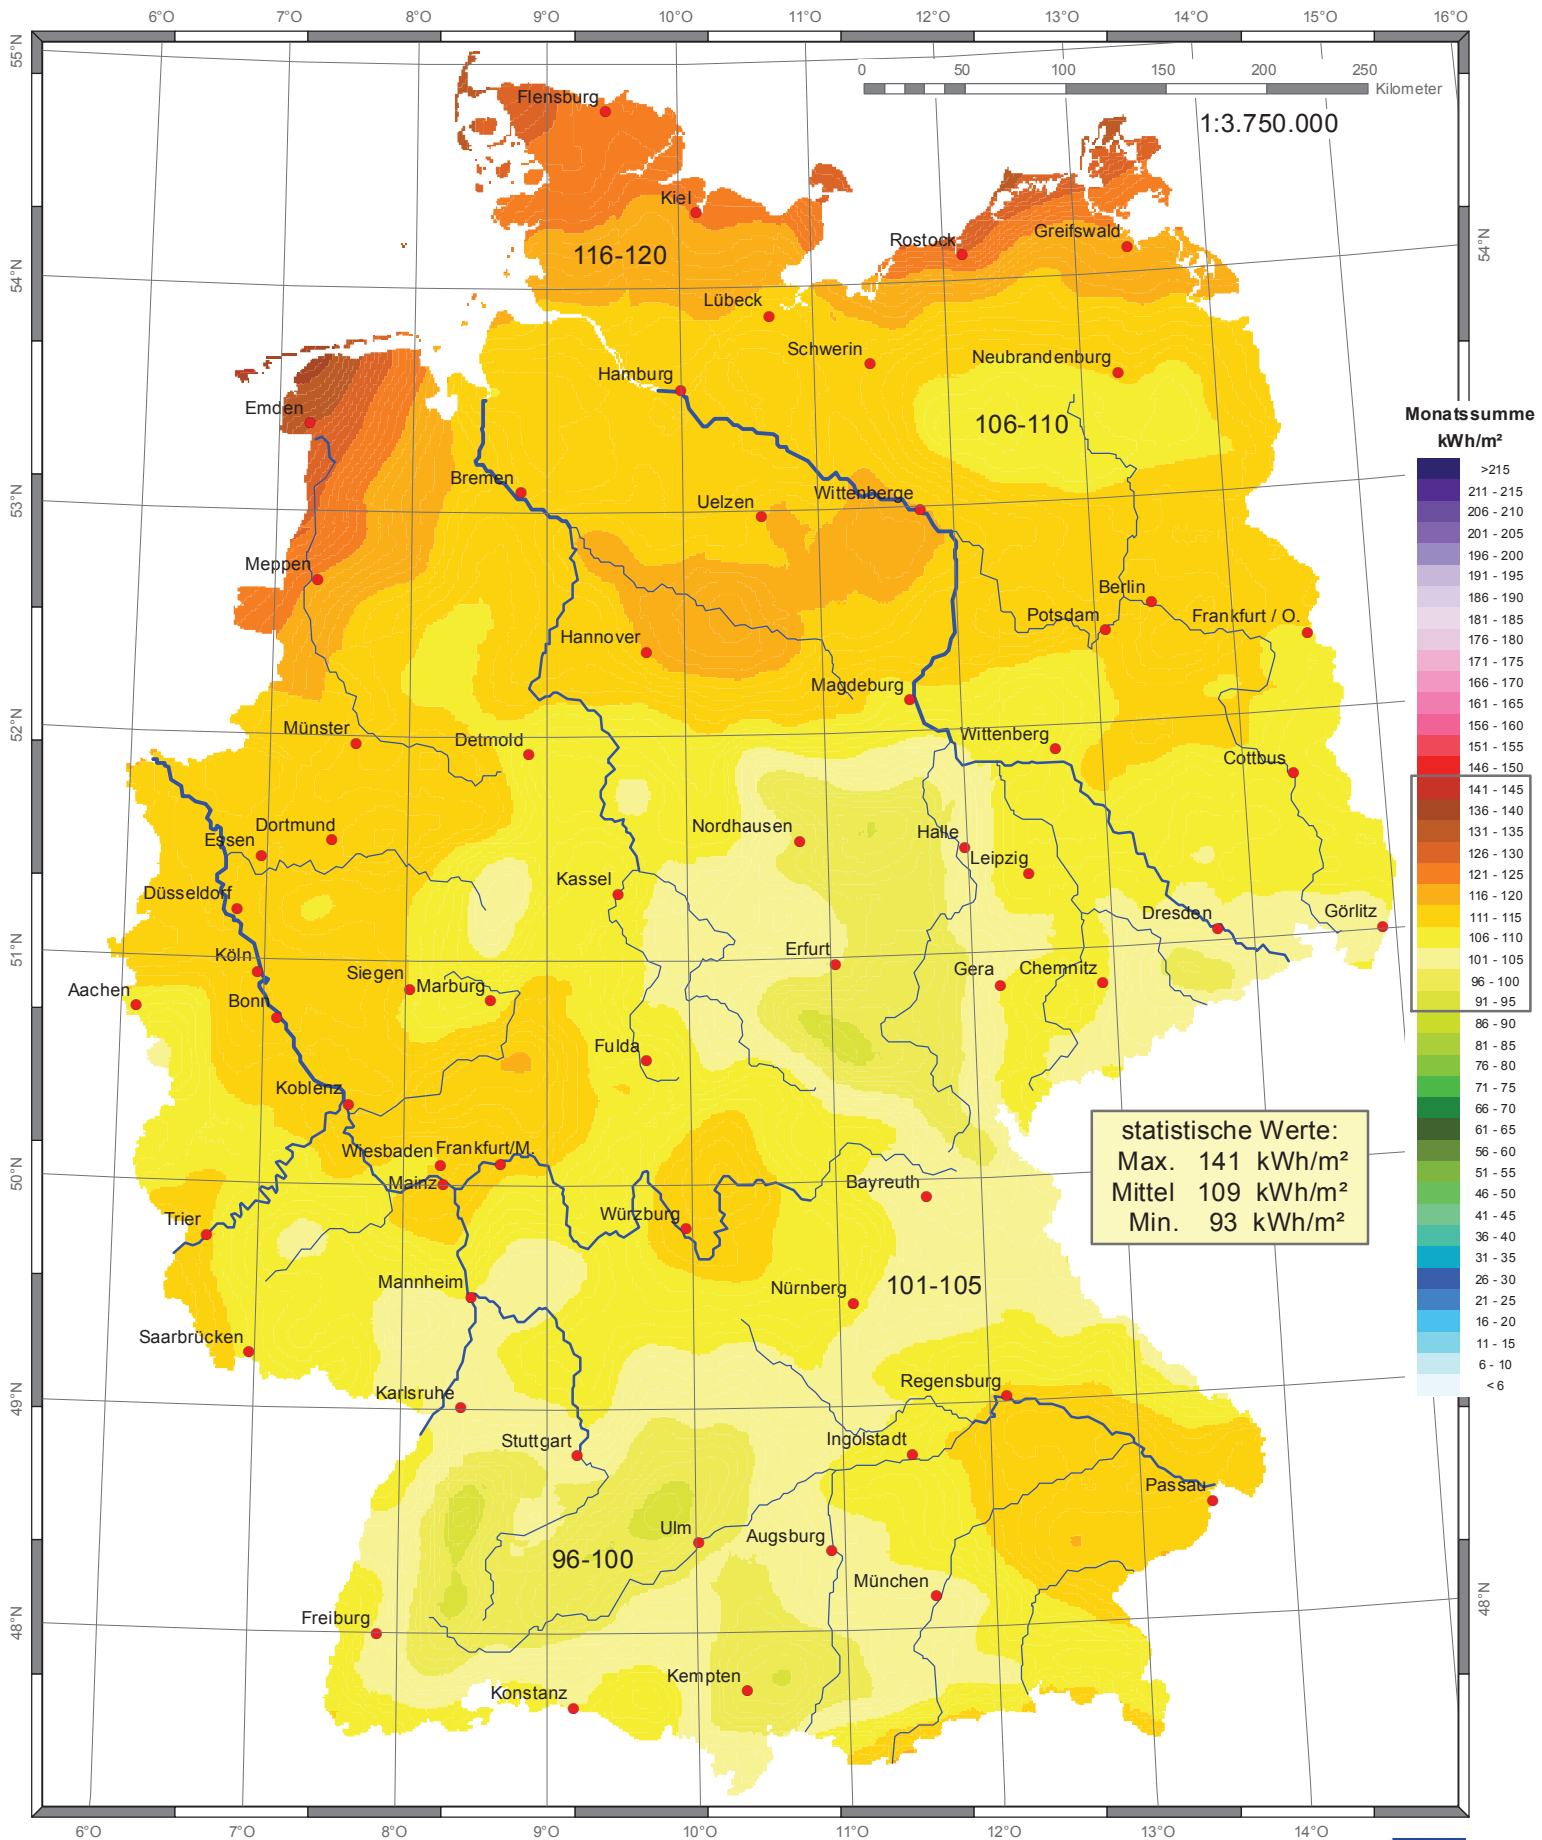 6°O 7°O 8°O 9°O 10°O 11°O 12°O 13°O 14°O 15°O 16°O
55°N
0 50 100 150 200 250
Kilometer
1:3.750.000
Flensburg
Kiel
Rostock
Greifswald
54°N
54°N
116-120
Lübeck
Schwerin
Neubrandenburg
Hamburg
Emden
106-110
Bremen
Uelzen
Wittenberge
53°N
Meppen
Berlin
Potsdam
Frankfurt / O.
Hannover
Magdeburg
52°N
Münster
Detmold
Wittenberg
Cottbus
Dortmund
Essen
Nordhausen
Halle
Leipzig
Düsseldorf
Kassel
Dresden
Görlitz
51°N
Köln
Siegen
Marburg
Erfurt
Gera
Chemnitz
Aachen
Bonn
Fulda
Koblenz
50°N
Wiesbaden
Frankfurt/M.
Mainz
Bayreuth
Trier
Würzburg
Mannheim
Nürnberg
101-105
Saarbrücken
49°N
Karlsruhe
Regensburg
Stuttgart
Ingolstadt
Passau
Ulm
Augsburg
96-100
München
48°N
48°N
Freiburg
Kempten
Konstanz
6°O 7°O 8°O 9°O 10°O 11°O 12°O 13°O 14°O
Monatssumme
kWh/m²
>215
211 - 215
206 - 210
201 - 205
196 - 200
191 - 195
186 - 190
181 - 185
176 - 180
171 - 175
166 - 170
161 - 165
156 - 160
151 - 155
146 - 150
141 - 145
136 - 140
131 - 135
126 - 130
121 - 125
116 - 120
111 - 115
106 - 110
101 - 105
96 - 100
91 - 95
86 - 90
81 - 85
76 - 80
71 - 75
66 - 70
61 - 65
56 - 60
51 - 55
46 - 50
41 - 45
36 - 40
31 - 35
26 - 30
21 - 25
16 - 20
11 - 15
6 - 10
< 6
statistische Werte:
Max. 141 kWh/m²
Mittel 109 kWh/m²
Min. 93 kWh/m²